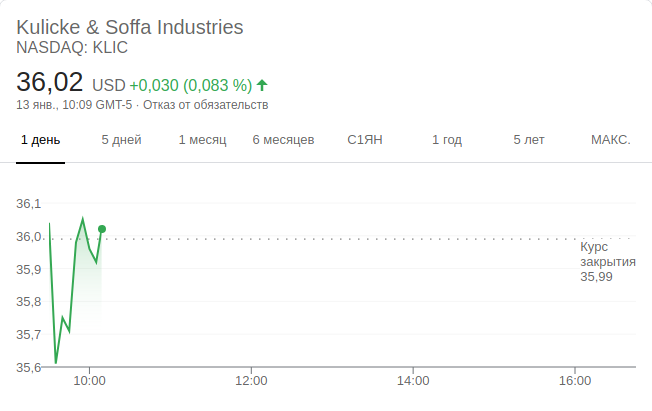 Kulicke & Soffa Industries
NASDAQ: KLIC
36,02 USD +0,030 (0,083 %)
13 янв., 10:09 GMT-5 · Отказ от обязательств
1 день 5 дней 1 месяц 6 месяцев С1ЯН 1 год 5 лет МАКС.
36,1
36,0
Курс
закрытия
35,99
35,9
35,8
35,7
35,6
10:00 12:00 14:00 16:00